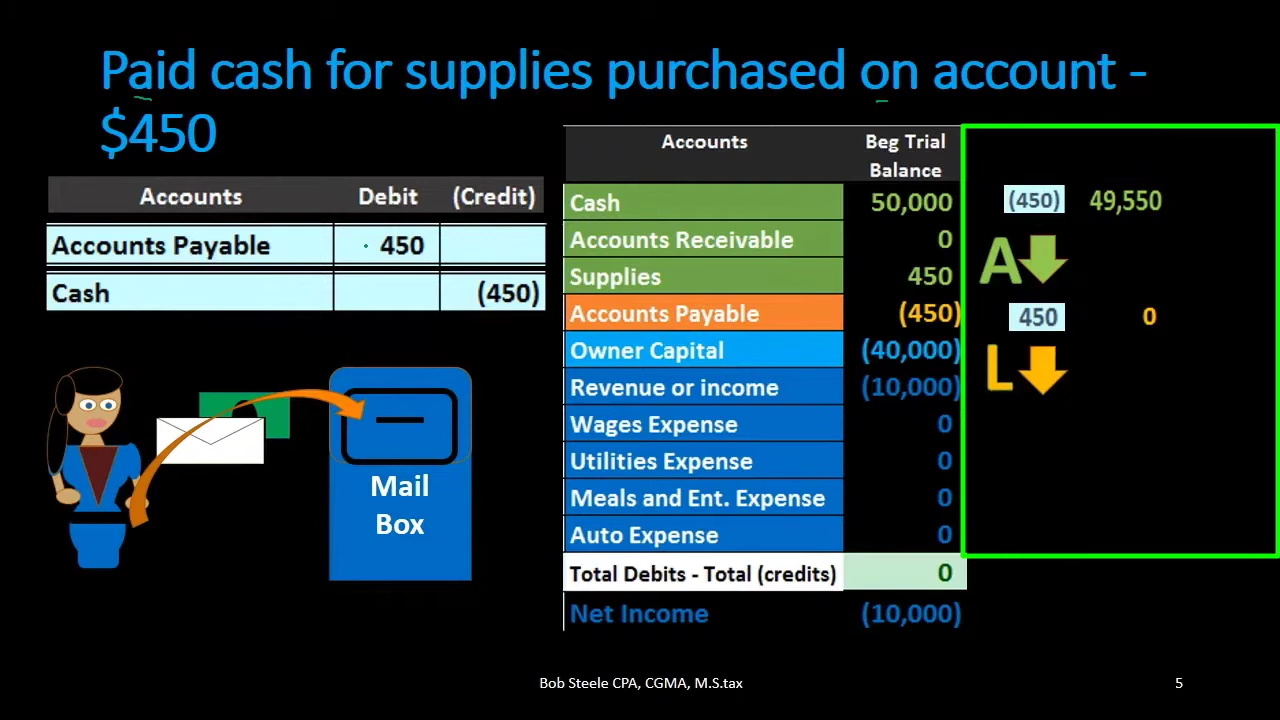 Paid cash for supplies purchased on account -
$450
Accounts Debit (Credit)
Accounts Payable 450
Cash (450)
Mail
Box
Accounts Beg Trial
Balance
Cash 50,000 (450) 49,550
Accounts Receivable 0
A
Supplies 450
Accounts Payable (450) 450 0
Owner Capital (40,000)
L
Revenue or income (10,000)
Wages Expense 0
Utilities Expense 0
Meals and Ent. Expense 0
Auto Expense 0
Total Debits - Total (credits) 0
Net Income (10,000)
Bob Steele CPA, CGMA, M.S.tax 5